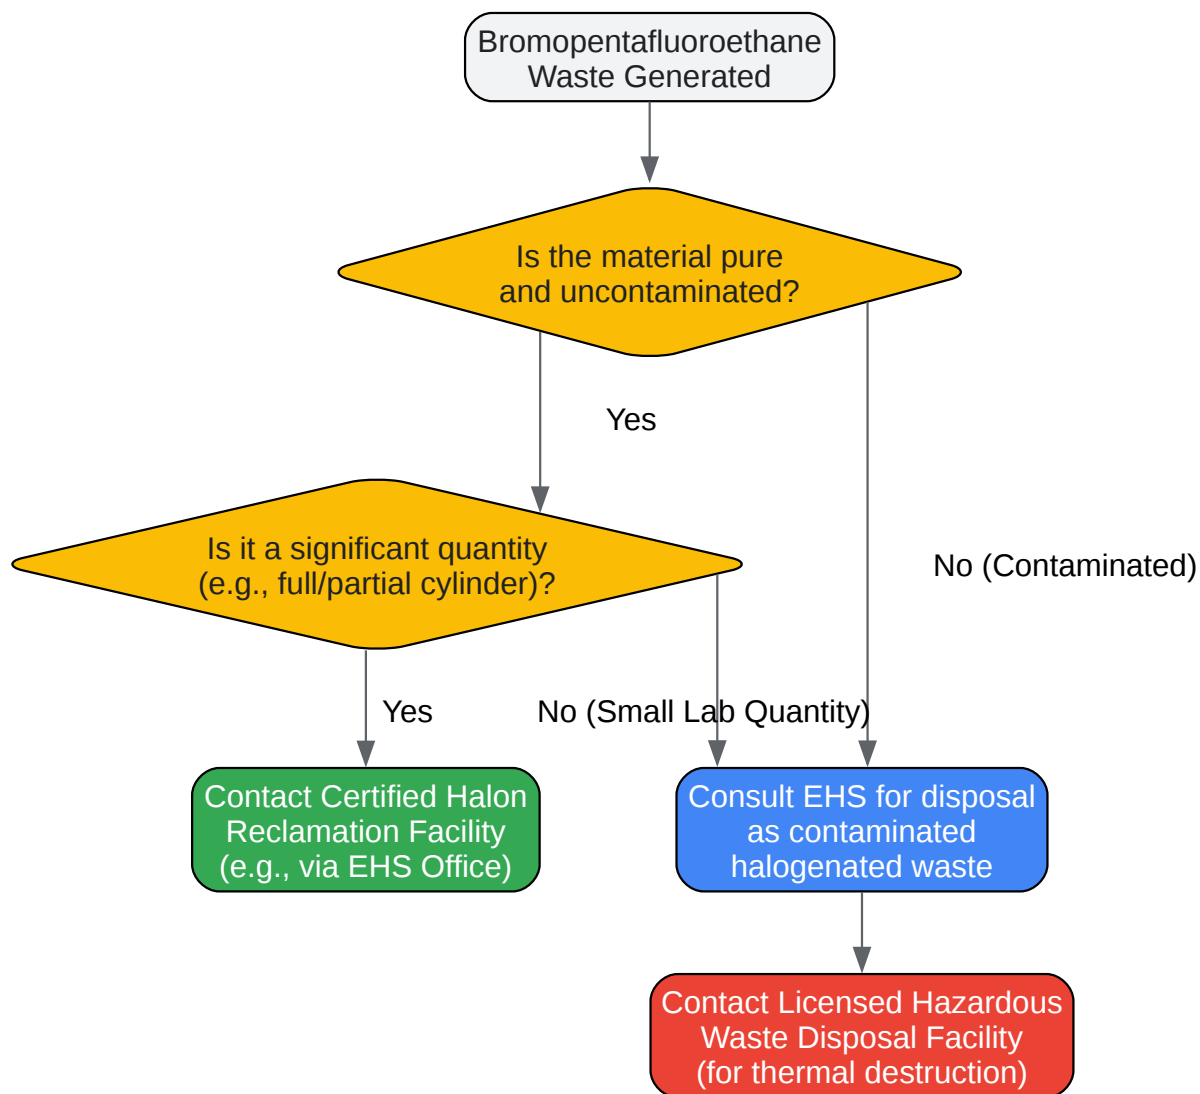 Bromopentafluoroethane
Waste Generated
Is the material pure
and uncontaminated?
Yes
Is it a significant quantity
(e.g., full/partial cylinder)?
No (Contaminated)
Yes
No (Small Lab Quantity)
Contact Certified Halon
Reclamation Facility
(e.g., via EHS Office)
Consult EHS for disposal
as contaminated
halogenated waste
Contact Licensed Hazardous
Waste Disposal Facility
(for thermal destruction)